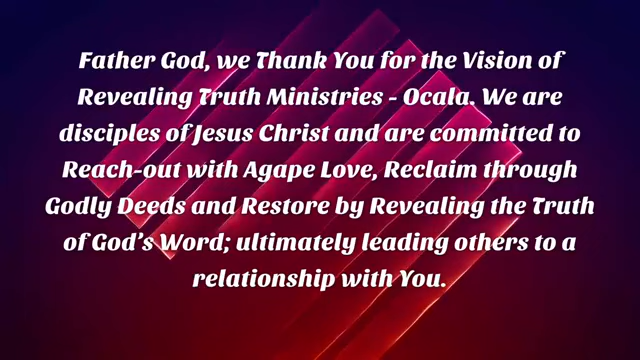 Father God, we Thank You for the Vision of
Revealing Truth Ministries - Ocala. We are
disciples of Jesus Christ and are committed to
Reach-out with Agape Love, Reclaim through
Godly Deeds and Restore by Revealing the Truth
of God's Word; ultimately leading others to a
relationship with You.